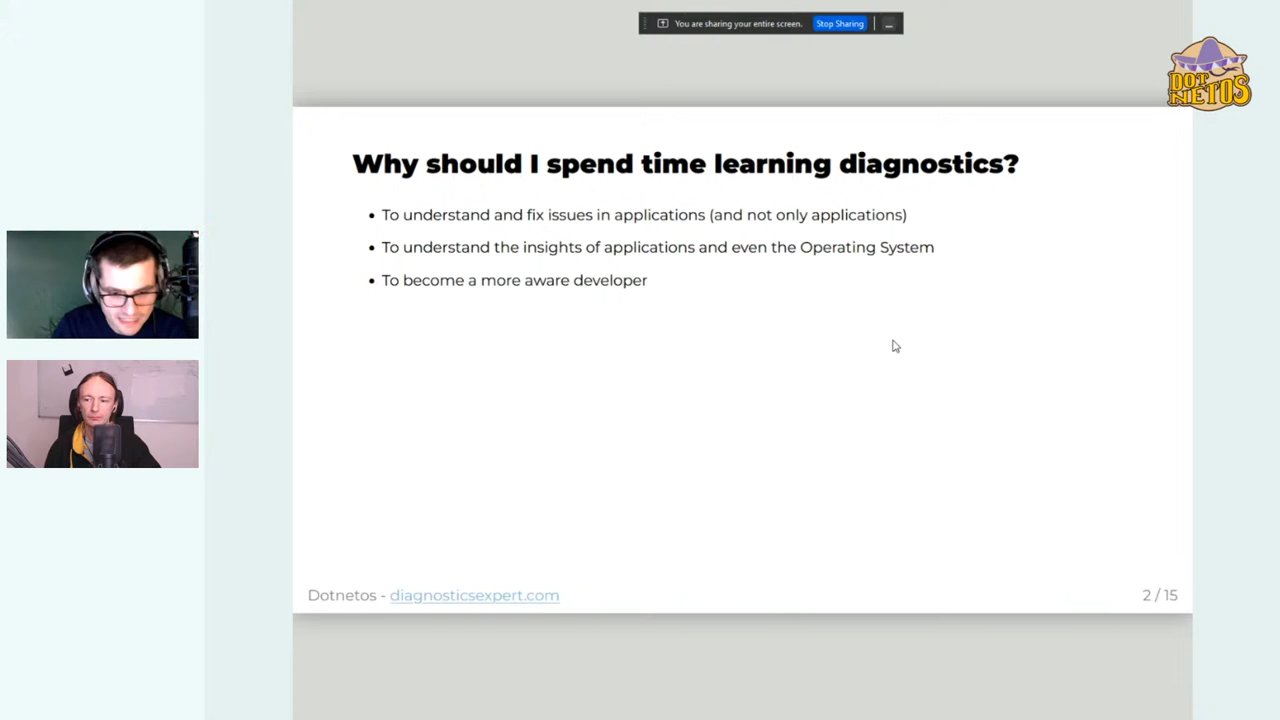 You are sharing your entire screen.
Stop Sharing
DOT
NETOS
Why should I spend time learning diagnostics?
• To understand and fix issues in applications (and not only applications)
• To understand the insights of applications and even the Operating System
• To become a more aware developer
Dotnetos - diagnosticsexpert.com
2 / 15